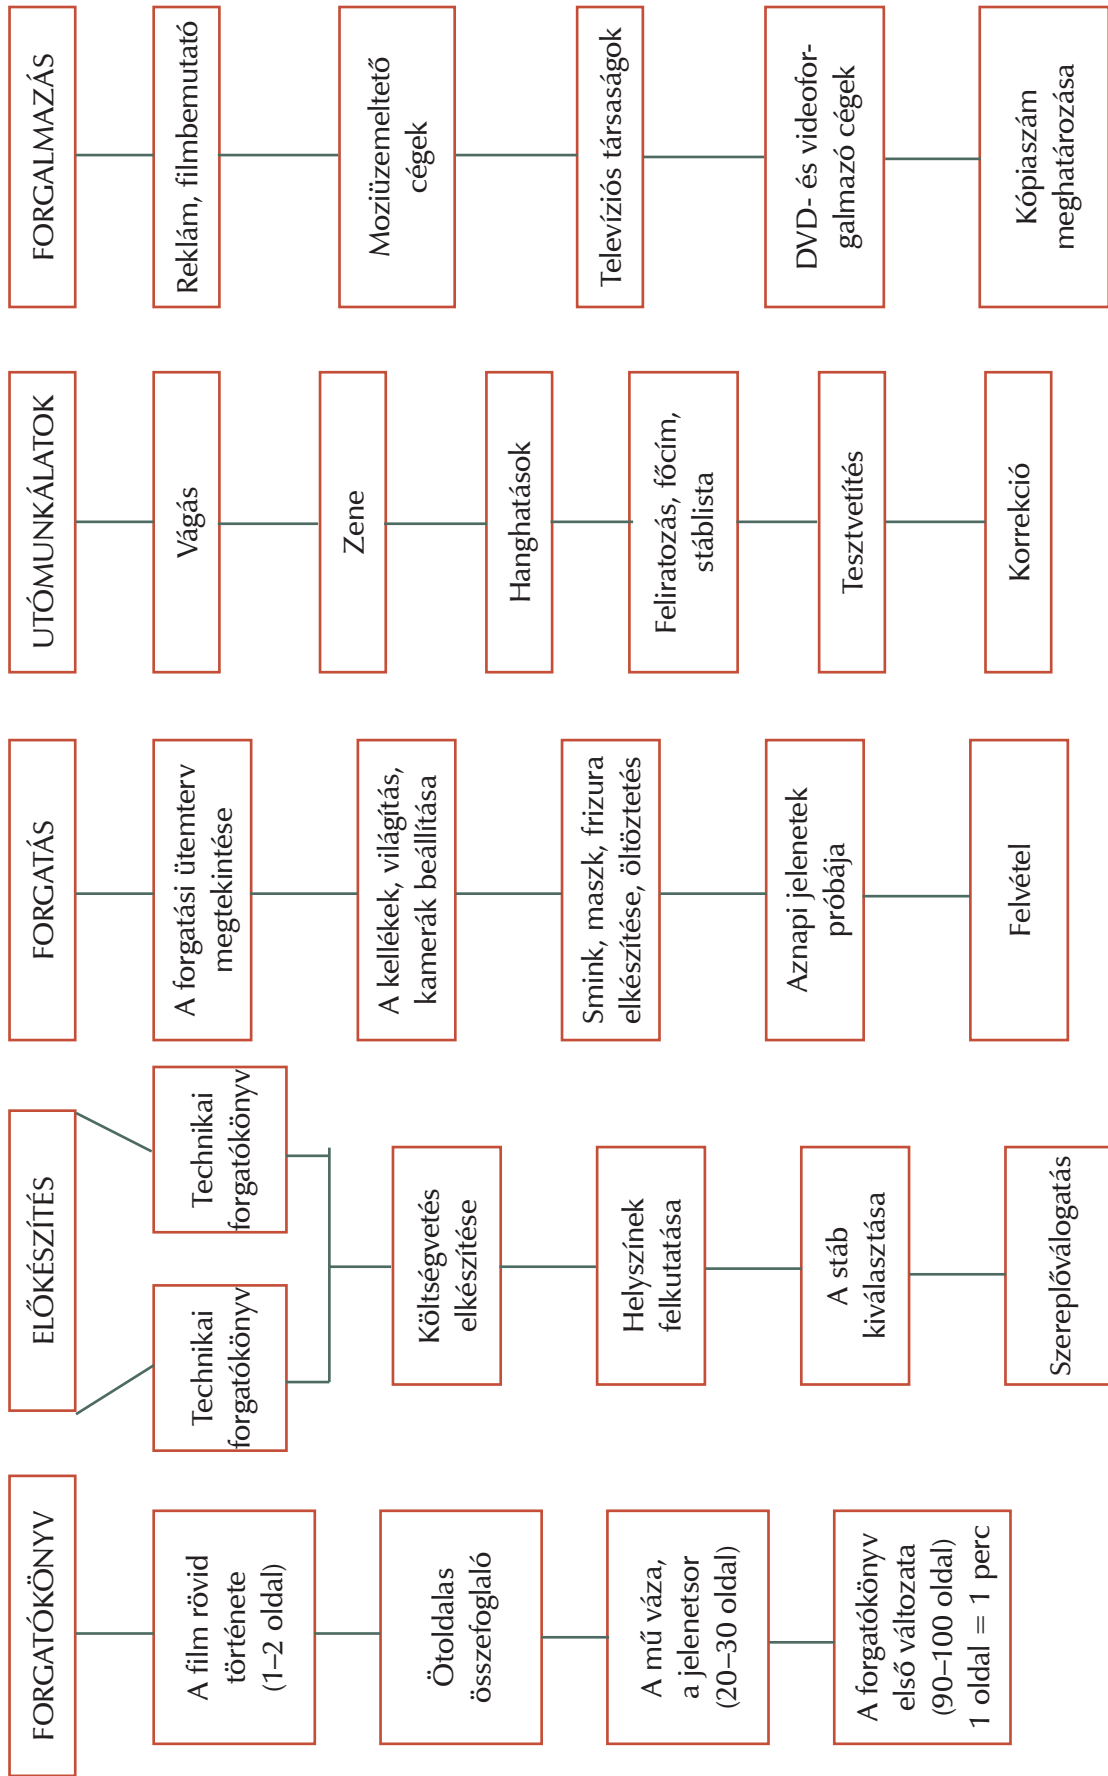 FORGATÓKÖNYV
A film rövid
története
(1–2 oldal)
Ötoldalas
összefoglaló
A mű váza,
a jelenetsor
(20–30 oldal)
A forgatókönyv
első változata
(90–100 oldal)
1 oldal = 1 perc
ELŐKÉSZÍTÉS
Technikai
forgatókönyv
Technikai
forgatókönyv
Költségvetés
elkészítése
Helyszínek
felkutatása
A stáb
kiválasztása
Szereplőválogatás
FORGATÁS
A forgatási ütemterv
megtekintése
A kellékek, világítás,
kamerák beállítása
Smink, maszk, frizura
elkészítése, öltöztetés
Aznapi jelenetek
próbája
Felvétel
UTÓMUNKÁLATOK
Vágás
Zene
Hanghatások
Feliratozás, főcím,
stáblista
Tesztvetítés
Korrekció
FORGALMAZÁS
Reklám, filmbemutató
Moziüzemeltető
cégek
Televíziós társaságok
DVD- és videofor-
galmazó cégek
Kópiaszám
meghatározása